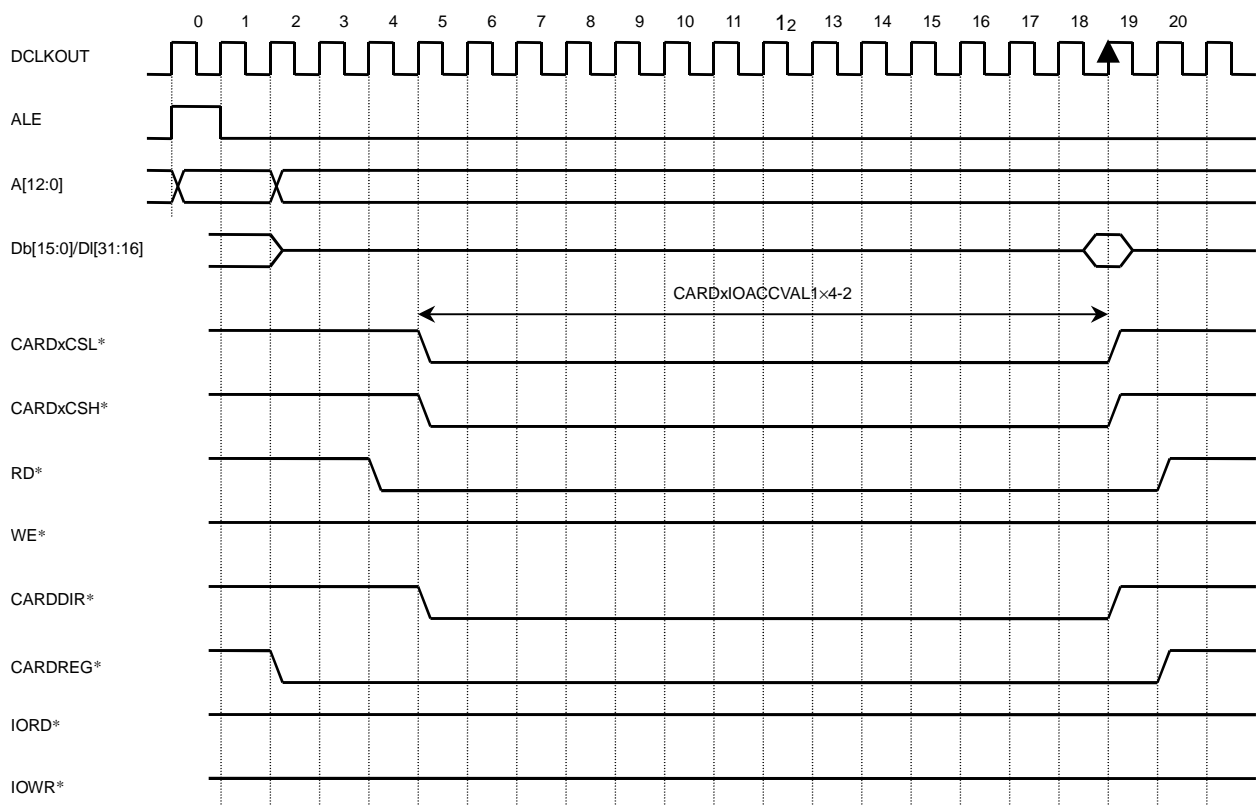 0 1 2 3 4 5 6 7 8 9 10 11 12 13 14 15 16 17 18 19 20
DCLKOUT
ALE
A[12:0]
Db[15:0]/Dl[31:16]
CARDxIOACCVAL1×4-2
CARDxCSL*
CARDxCSH*
RD*
WE*
CARDDIR*
CARDREG*
IORD*
IOWR*